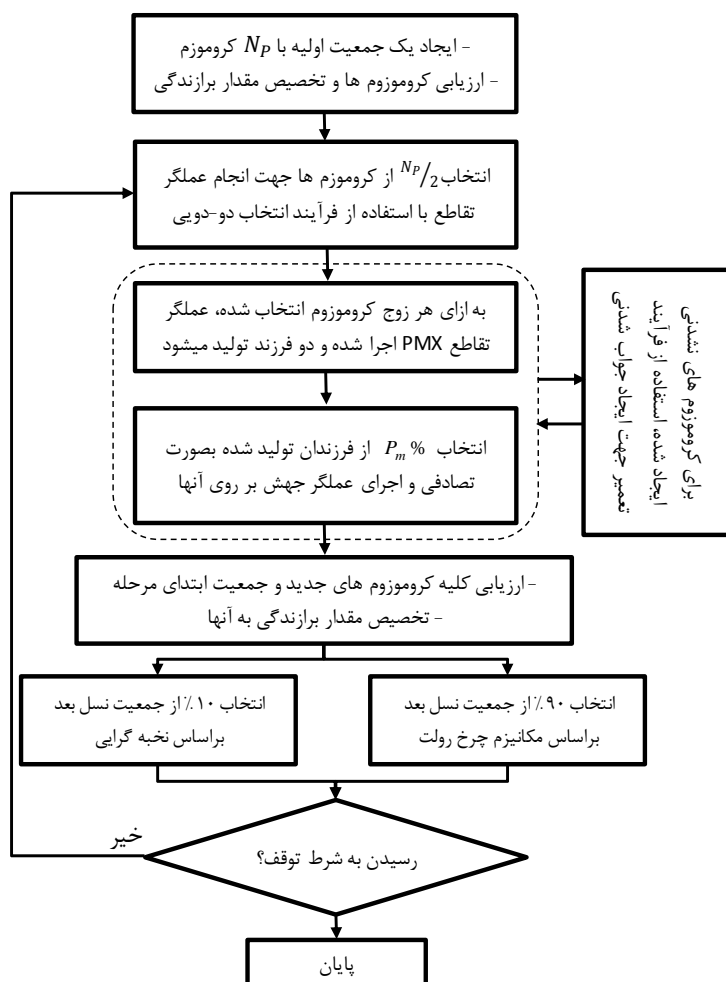 - ایجاد یک جمعیت اولیه با N_P کروموزم
- ارزیابی کروموزوم ها و تخصیص مقدار برازندگی
انتخاب N_P/2 از کروموزم ها جهت انجام عملگر
تقاطع با استفاده از فرآیند انتخاب دو-دویی
به ازای هر زوج کروموزوم انتخاب شده، عملگر
تقاطع PMX اجرا شده و دو فرزند تولید میشود
انتخاب P_m % از فرزندان تولید شده بصورت
تصادفی و اجرای عملگر جهش بر روی آنها
برای کروموزوم های نشدنی
ایجاد شده، استفاده از فرآیند
تعمیر جهت ایجاد جواب شدنی
- ارزیابی کلیه کروموزوم های جدید و جمعیت ابتدای مرحله
- تخصیص مقدار برازندگی به آنها
انتخاب ۹۰٪ از جمعیت نسل بعد
براساس مکانیزم چرخ رولت
انتخاب ۱۰٪ از جمعیت نسل بعد
براساس نخبه گرایی
رسیدن به شرط توقف؟
خیر
پایان